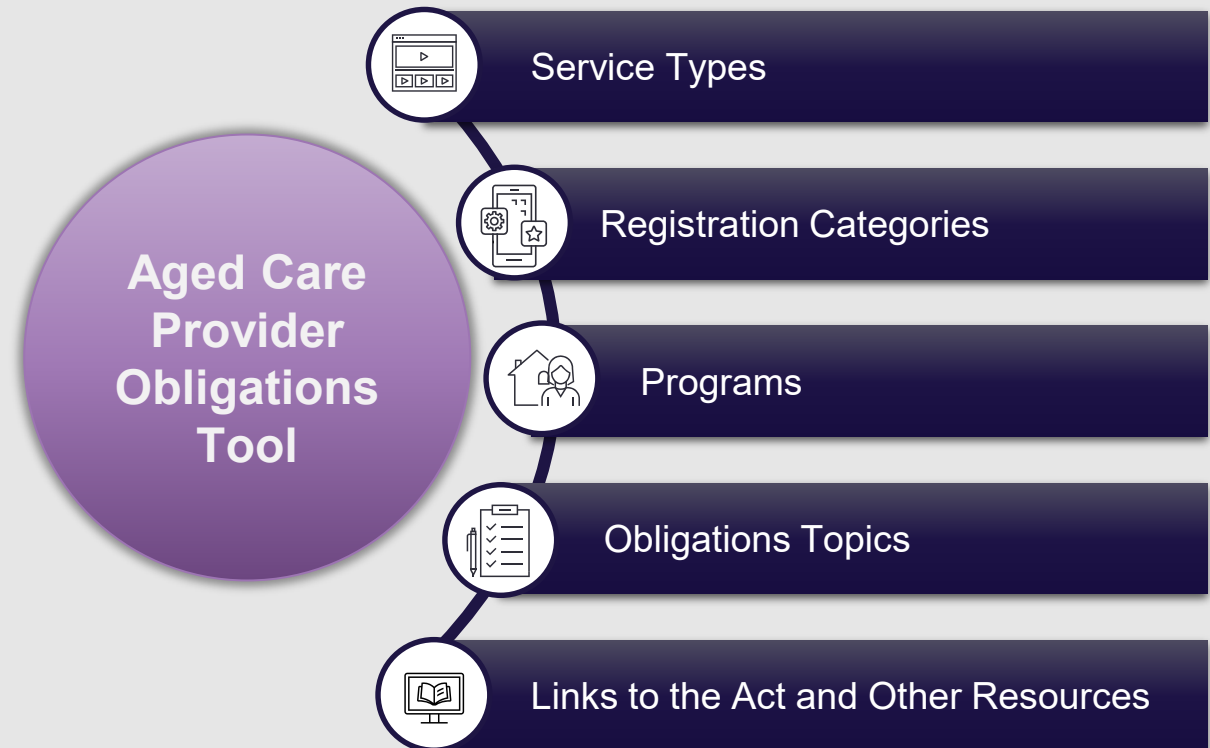 Aged Care
Provider
Obligations
Tool
Service Types
Registration Categories
Programs
Obligations Topics
Links to the Act and Other Resources